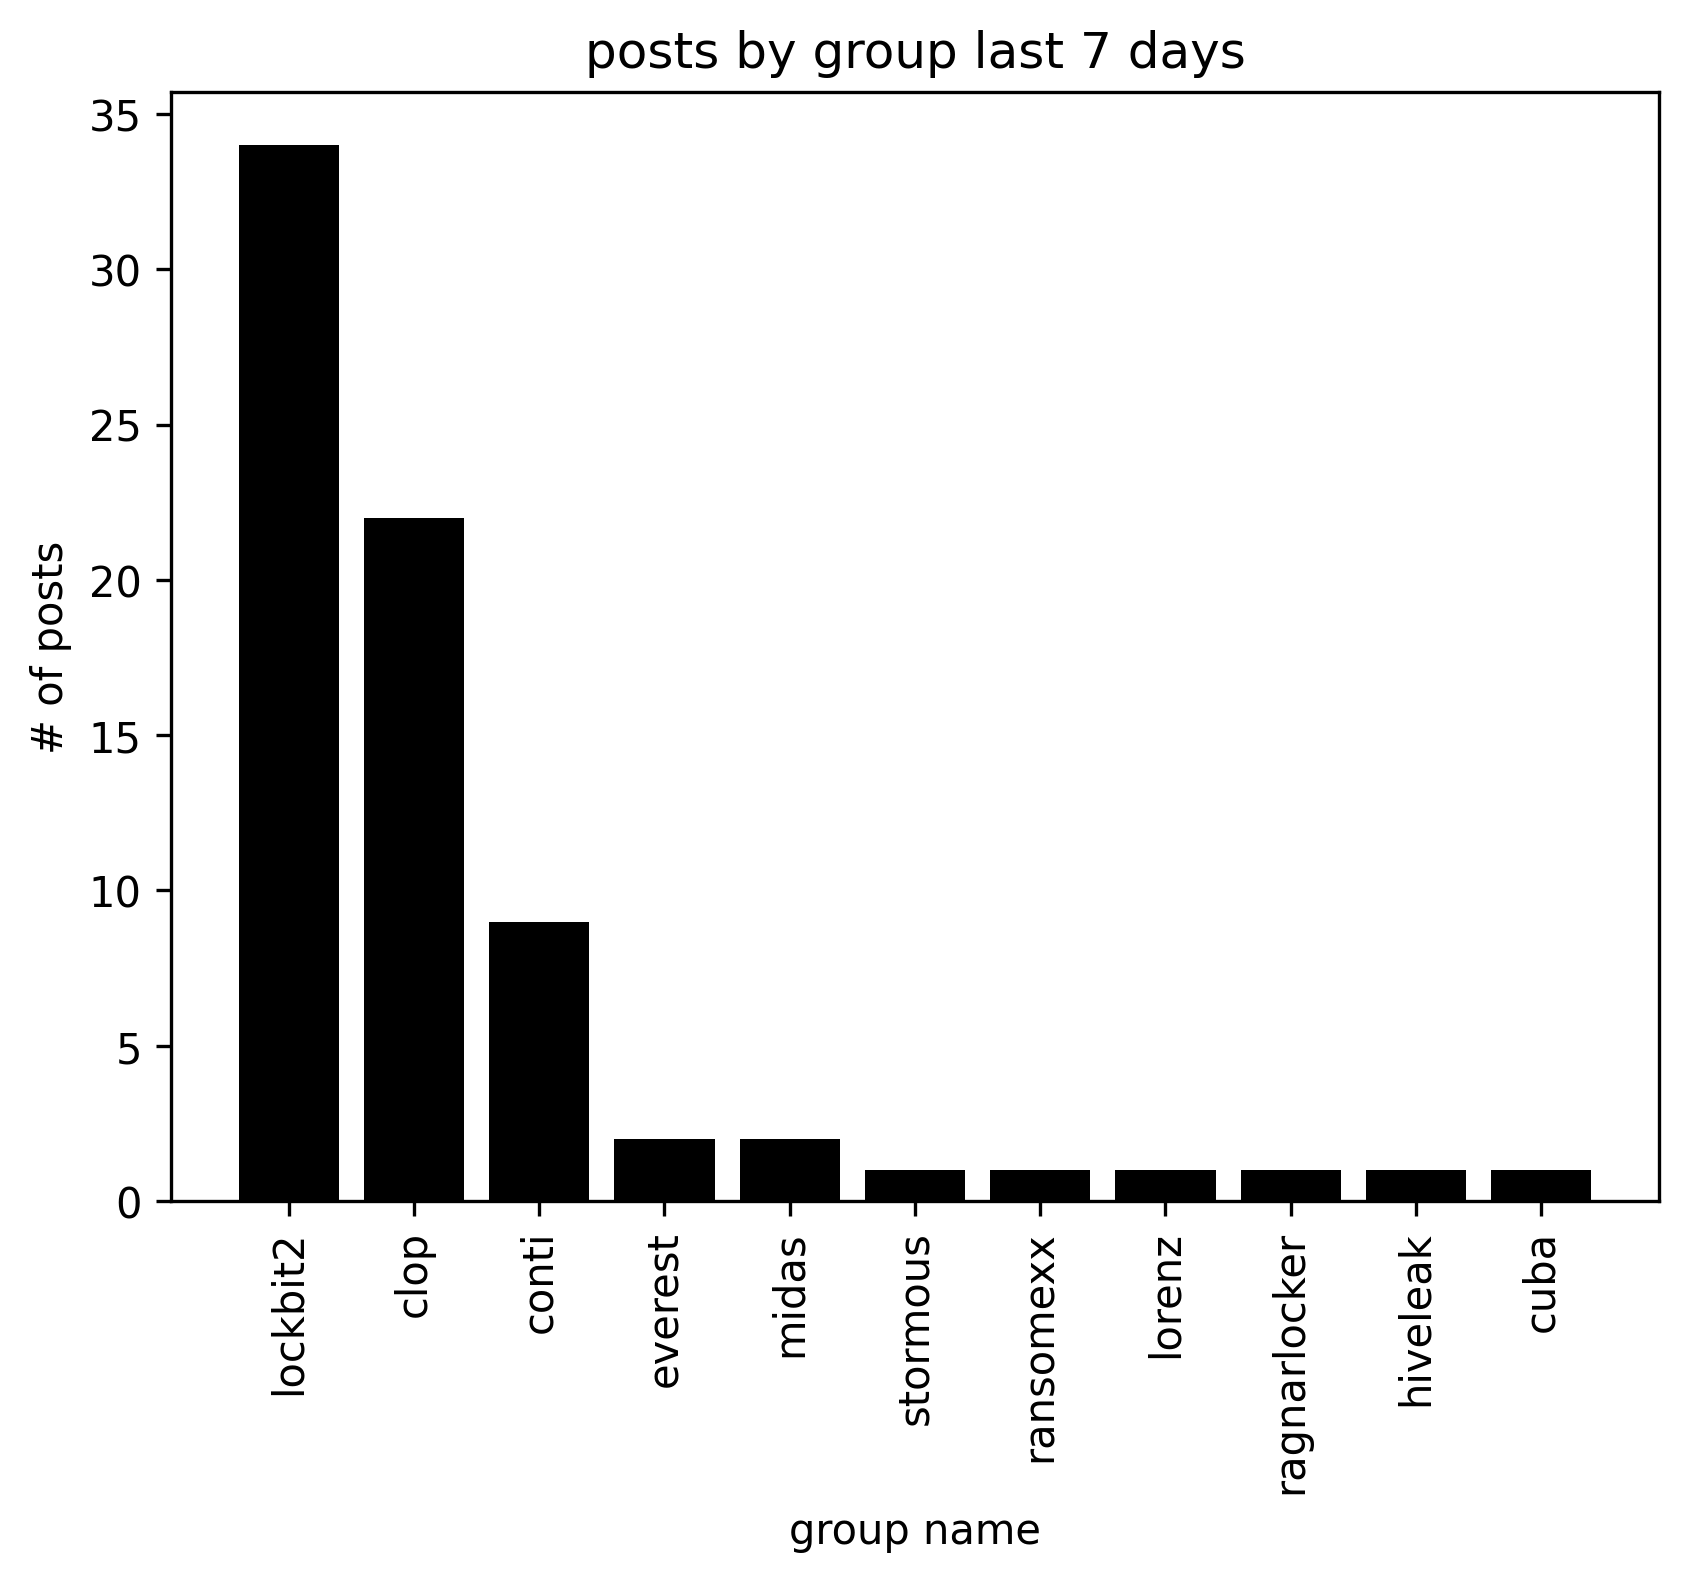 posts by group last 7 days
# of posts
35
30
25
20
15
10
5
0
lockbit2
clop
conti
everest
midas
stormous
ransomexx
lorenz
ragnarlocker
hiveleak
cuba
group name